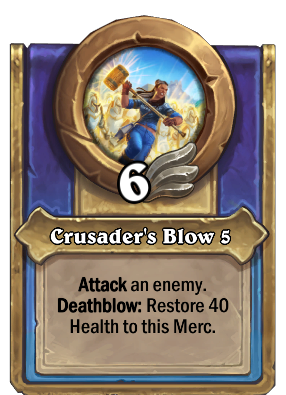 6
Crusader's Blow 5
Attack an enemy.
Deathblow: Restore 40
Health to this Merc.